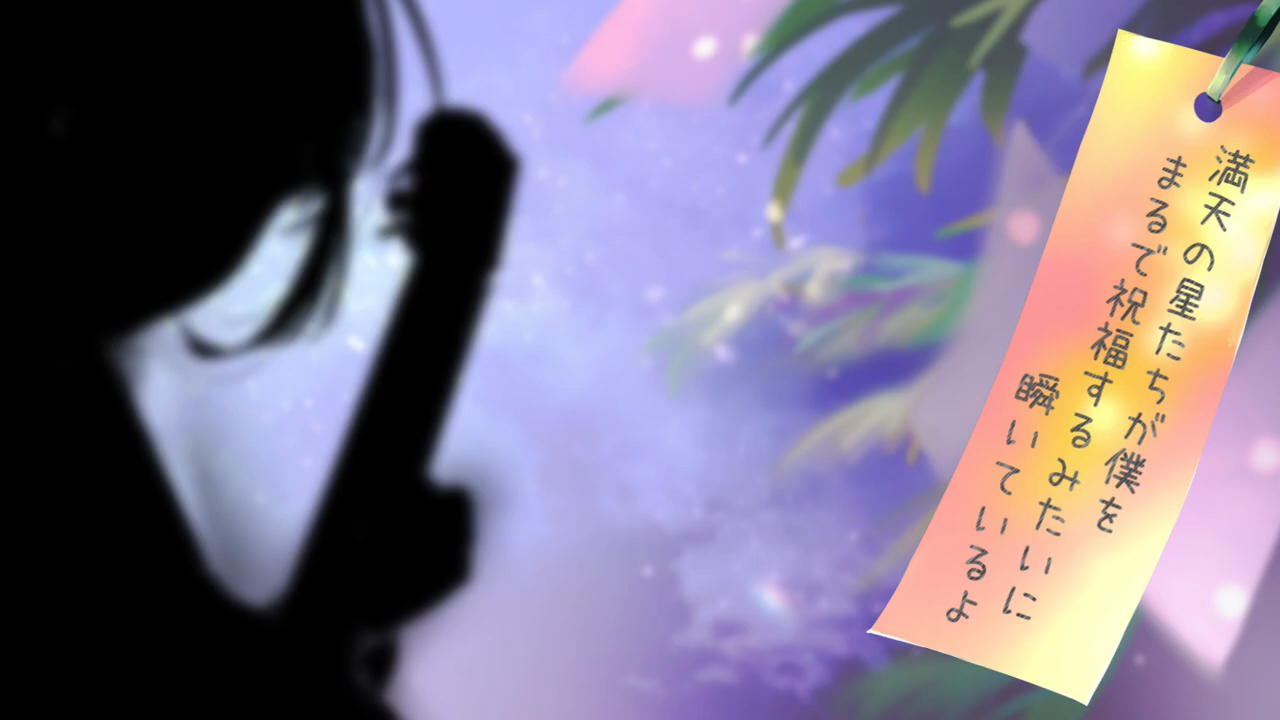 満天の星たちが僕を
まるで祝福するみたいに
瞬いているよ